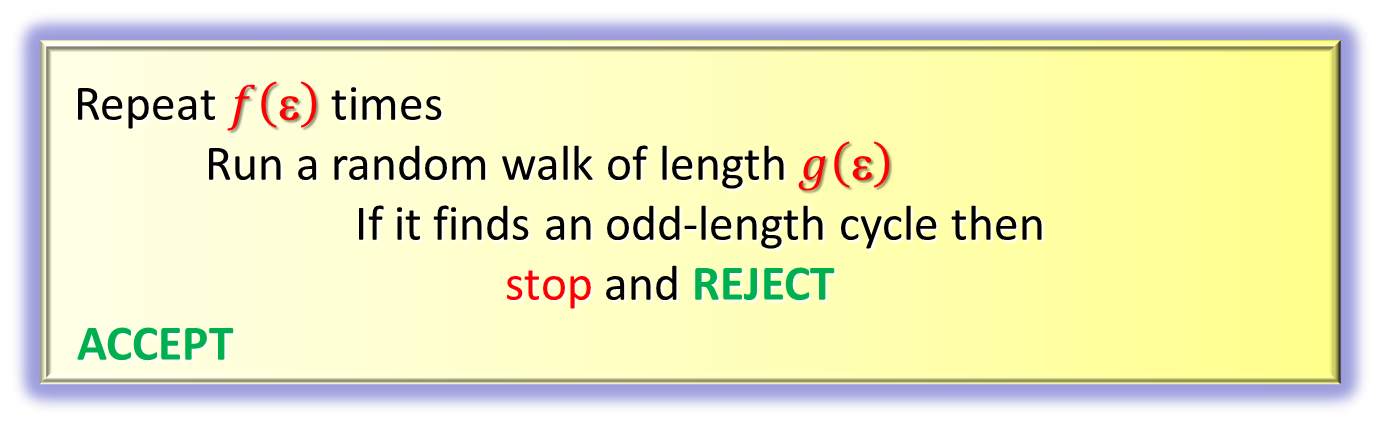 Repeat f(ε) times
Run a random walk of length g(ε)
If it finds an odd-length cycle then
stop and REJECT
ACCEPT